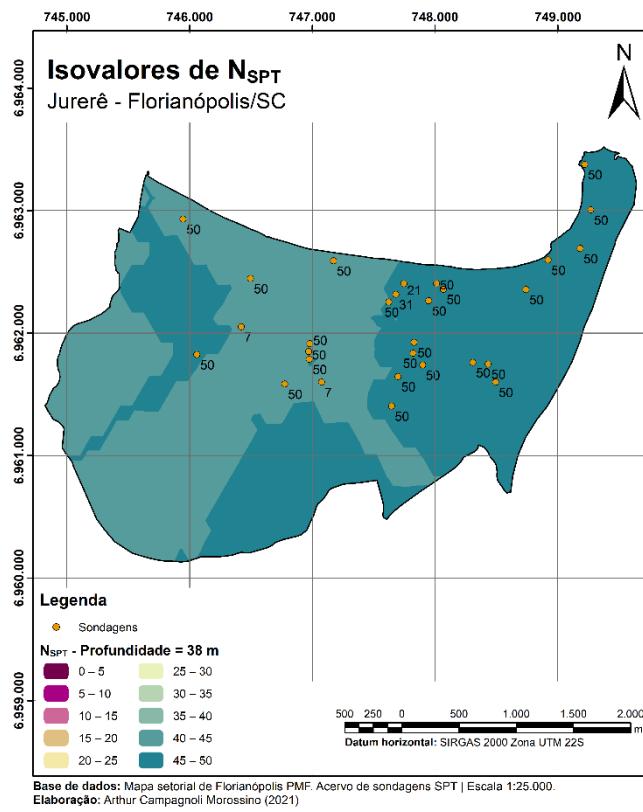 745.000 746.000 747.000 748.000 749.000
6.964.000
6.963.000
6.962.000
6.961.000
6.960.000
6.959.000
Isovalores de NSPT
Jurerê - Florianópolis/SC
N
50
50
50
50
50
50
50
50
21
50
50
31
50
50
7
50
50
50
50
50
50
50
50
50
50
50
7
50
50
Legenda
Sondagens
NSPT - Profundidade = 38 m
0 – 5
5 – 10
10 – 15
15 – 20
20 – 25
25 – 30
30 – 35
35 – 40
40 – 45
45 – 50
500 250 0 500 1.000 1.500 2.000
m
Datum horizontal: SIRGAS 2000 Zona UTM 22S
Base de dados: Mapa setorial de Florianópolis PMF. Acervo de sondagens SPT | Escala 1:25.000.
Elaboração: Arthur Campagnoli Morossino (2021)